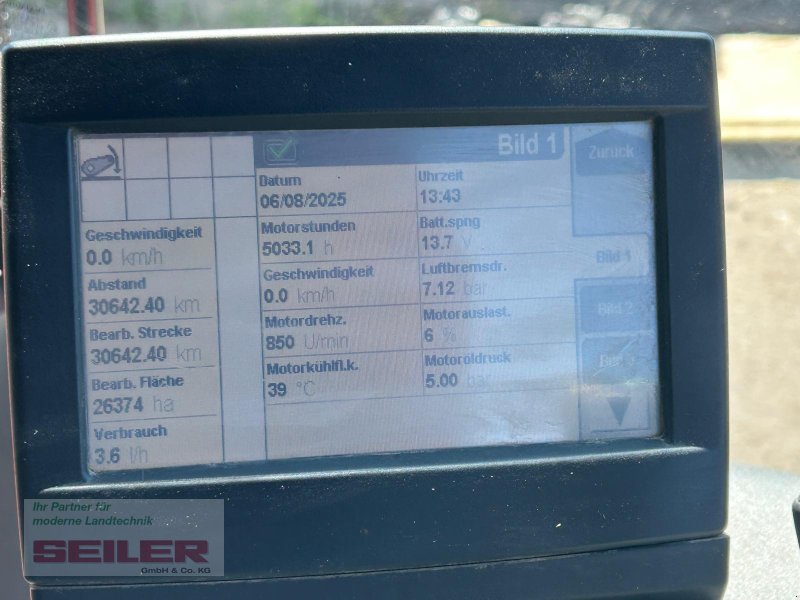 Bild 1
Zurück
Datum
06/08/2025
Uhrzeit
13:43
Geschwindigkeit
0.0 km/h
Motorstunden
5033.1 h
Batt.spng
13.7 V
Abstand
30642.40 km
Geschwindigkeit
0.0 km/h
Luftbremsdr.
7.12 bar
Bild 1
Bearb. Strecke
30642.40 km
Motordrehz.
850 U/min
Motorauslast.
6 %
Bild 2
Bearb. Fläche
26374 ha
Motorkühlfl.k.
39 °C
Motoröldruck
5.00
Verbrauch
3.6 l/h
Ihr Partner für
moderne Landtechnik
SEILER
GmbH & Co. KG